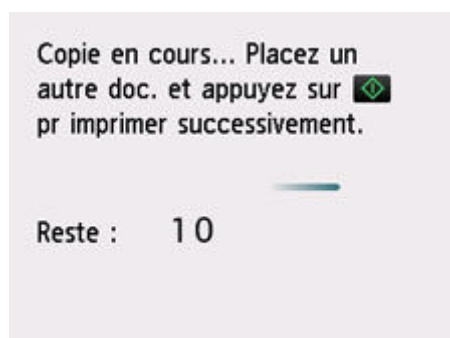 Copie en cours... Placez un
autre doc. et appuyez sur
pr imprimer successivement.
Reste : 10